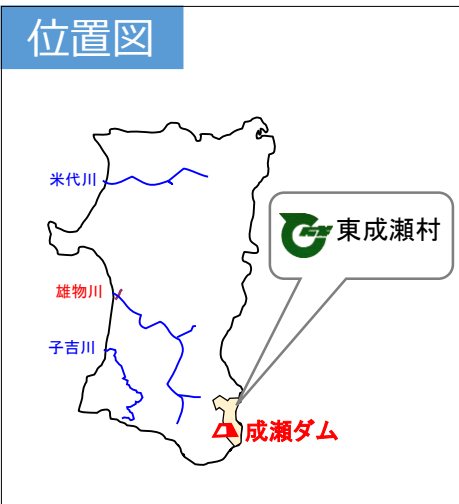 位置図
米代川
東成瀬村
雄物川
子吉川
成瀬ダム